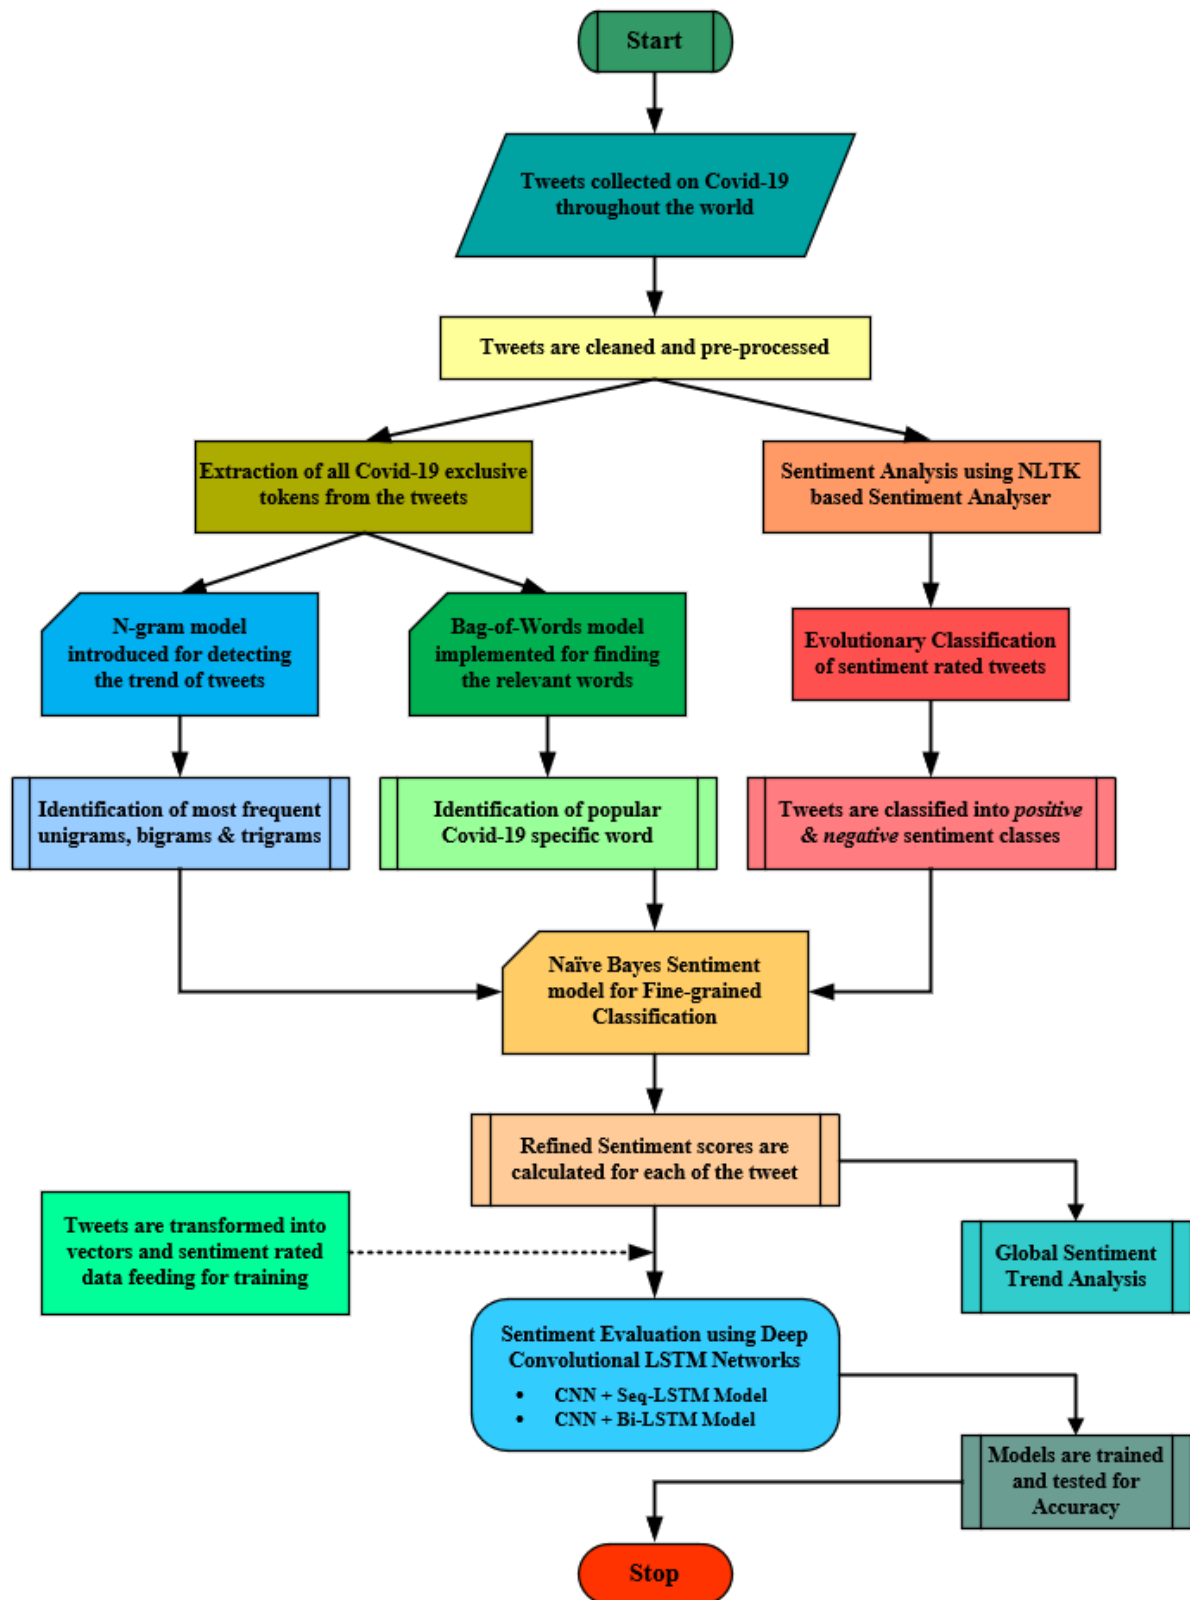 Start
Tweets collected on Covid-19
throughout the world
Tweets are cleaned and pre-processed
Extraction of all Covid-19 exclusive
tokens from the tweets
Sentiment Analysis using NLTK
based Sentiment Analyser
N-gram model
introduced for detecting
the trend of tweets
Bag-of-Words model
implemented for finding
the relevant words
Evolutionary Classification
of sentiment rated tweets
Identification of most frequent
unigrams, bigrams & trigrams
Identification of popular
Covid-19 specific word
Tweets are classified into positive
& negative sentiment classes
Naïve Bayes Sentiment
model for Fine-grained
Classification
Refined Sentiment scores are
calculated for each of the tweet
Tweets are transformed into
vectors and sentiment rated
data feeding for training
Global Sentiment
Trend Analysis
Sentiment Evaluation using Deep
Convolutional LSTM Networks
• CNN + Seq-LSTM Model
• CNN + Bi-LSTM Model
Models are trained
and tested for
Accuracy
Stop